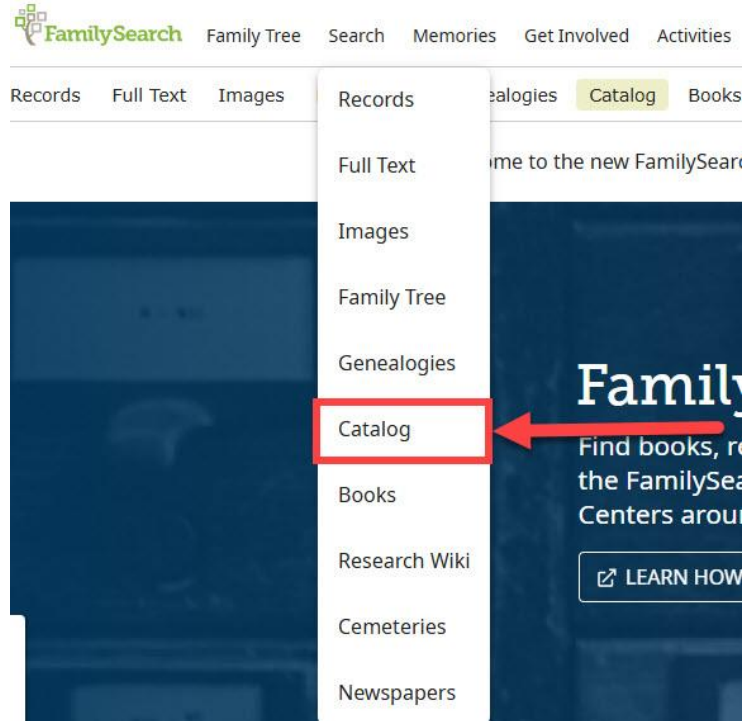 FamilySearch Family Tree Search Memories Get Involved Activities
Records Full Text Images ealogies Catalog Books
ome to the new FamilySear
Records
Full Text
Images
Family Tree
Genealogies
Catalog
Books
Research Wiki
Cemeteries
Newspapers
Family
Find books, r
the FamilySea
Centers arou
LEARN HOW